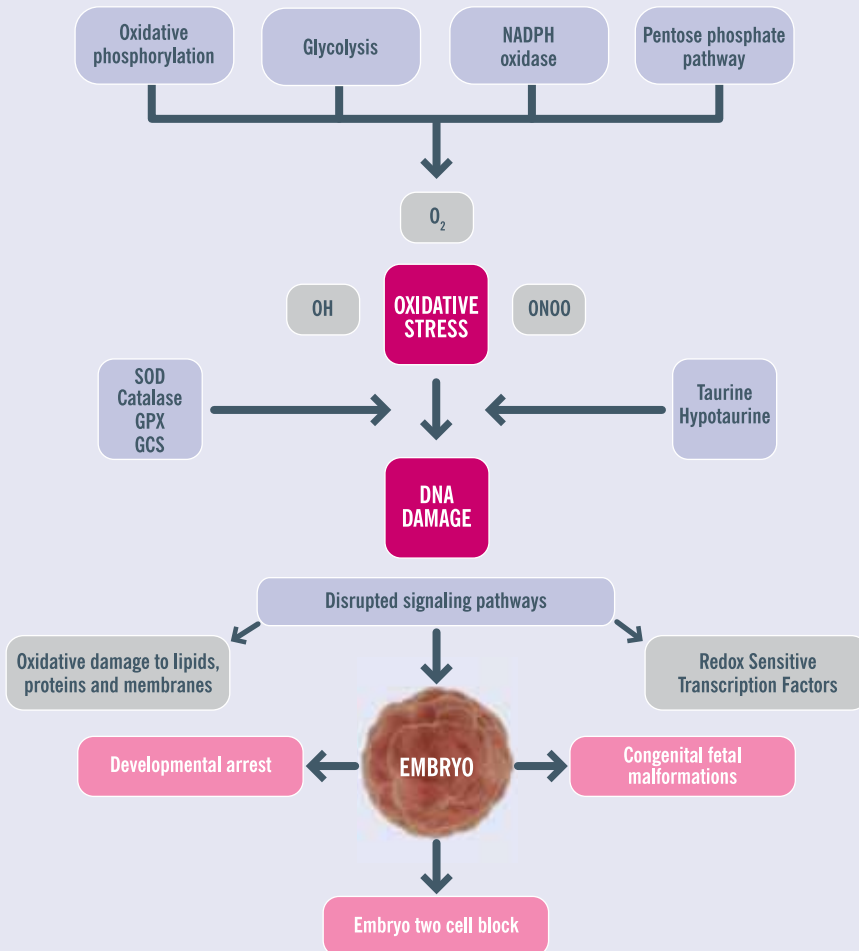 Oxidative
phosphorylation
Glycolysis
NADPH
oxidase
Pentose phosphate
pathway
O₂
OH
OXIDATIVE
STRESS
ONOO
SOD
Catalase
GPX
GCS
Taurine
Hypotaurine
DNA
DAMAGE
Disrupted signaling pathways
Oxidative damage to lipids,
proteins and membranes
Redox Sensitive
Transcription Factors
Developmental arrest
EMBRYO
Congenital fetal
malformations
Embryo two cell block